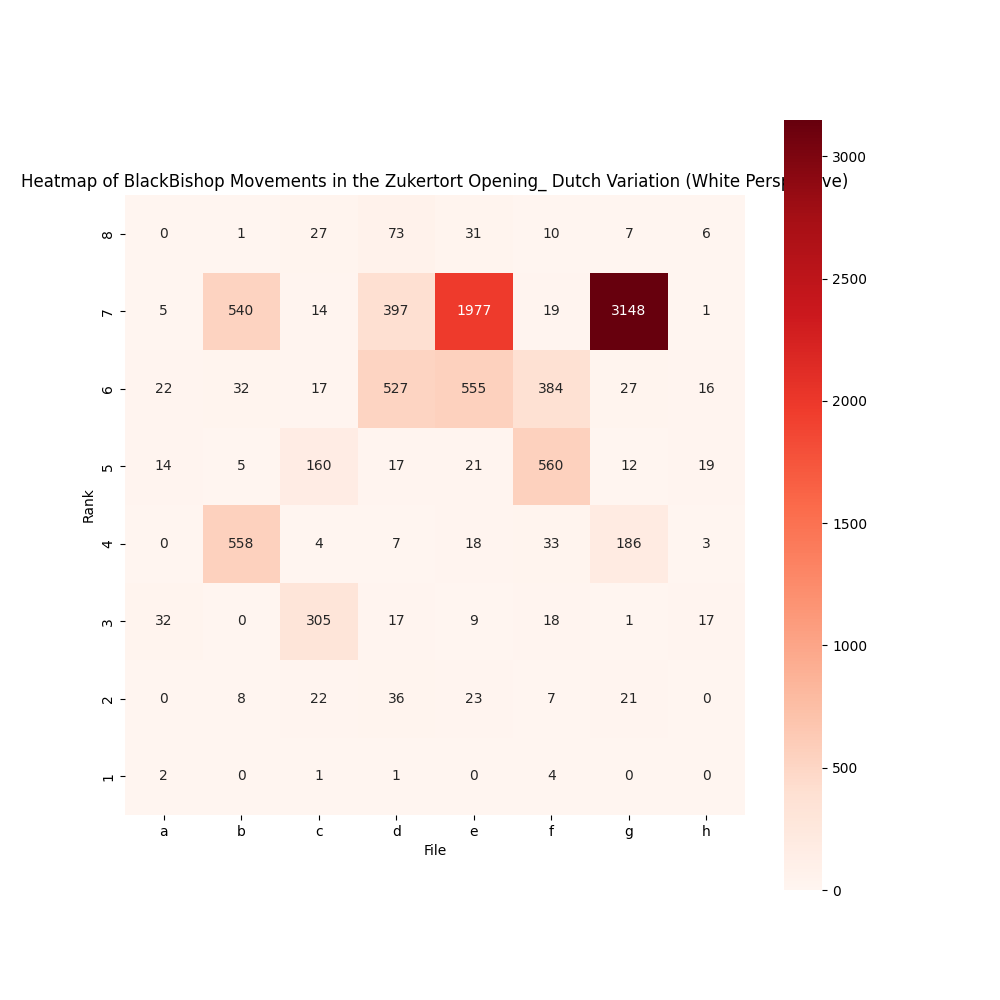 Heatmap of BlackBishop Movements in the Zukertort Opening_ Dutch Variation (White Perspective)
8 0 1 27 73 31 10 7 6
7 5 540 14 397 1977 19 3148 1
6 22 32 17 527 555 384 27 16
5 14 5 160 17 21 560 12 19
4 0 558 4 7 18 33 186 3
3 32 0 305 17 9 18 1 17
2 0 8 22 36 23 7 21 0
1 2 0 1 1 0 4 0 0
a b c d e f g h
File
Rank
3000
2500
2000
1500
1000
500
0